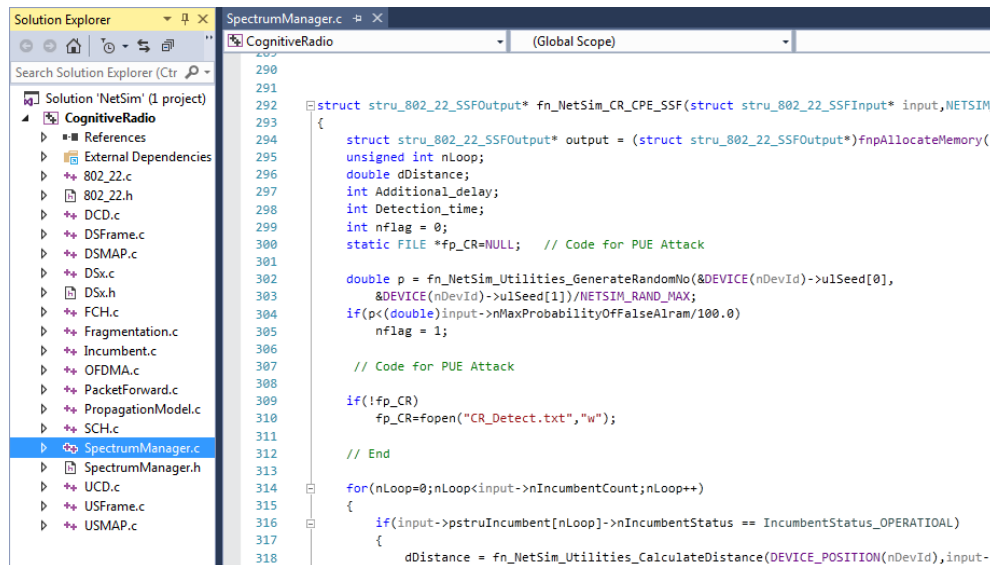 Solution Explorer
Search Solution Explorer (Ctr
Solution 'NetSim' (1 project)
CognitiveRadio
References
External Dependencies
802_22.c
802_22.h
DCD.c
DSFrame.c
DSMAP.c
DSx.c
DSx.h
FCH.c
Fragmentation.c
Incumbent.c
OFDMA.c
PacketForward.c
PropagationModel.c
SCH.c
SpectrumManager.c
SpectrumManager.h
UCD.c
USFrame.c
USMAP.c
SpectrumManager.c
CognitiveRadio (Global Scope)
289
290
291
292 struct stru_802_22_SSFOutput* fn_NetSim_CR_CPE_SSF(struct stru_802_22_SSFInput* input,NETSIM
293 {
294 struct stru_802_22_SSFOutput* output = (struct stru_802_22_SSFOutput*)fnpAllocateMemory(
295 unsigned int nLoop;
296 double dDistance;
297 int Additional_delay;
298 int Detection_time;
299 int nflag = 0;
300 static FILE *fp_CR=NULL; // Code for PUE Attack
301
302 double p = fn_NetSim_Utilities_GenerateRandomNo(&DEVICE(nDevId)->ulSeed[0],
303 &DEVICE(nDevId)->ulSeed[1])/NETSIM_RAND_MAX;
304 if(p<(double)input->nMaxProbabilityOfFalseAlram/100.0)
305 nflag = 1;
306
307 // Code for PUE Attack
308
309 if(!fp_CR)
310 fp_CR=fopen("CR_Detect.txt","w");
311
312 // End
313
314 for(nLoop=0;nLoop<input->nIncumbentCount;nLoop++)
315 {
316 if(input->pstruIncumbent[nLoop]->nIncumbentStatus == IncumbentStatus_OPERATIOAL)
317 {
318 dDistance = fn_NetSim_Utilities_CalculateDistance(DEVICE_POSITION(nDevId),input-